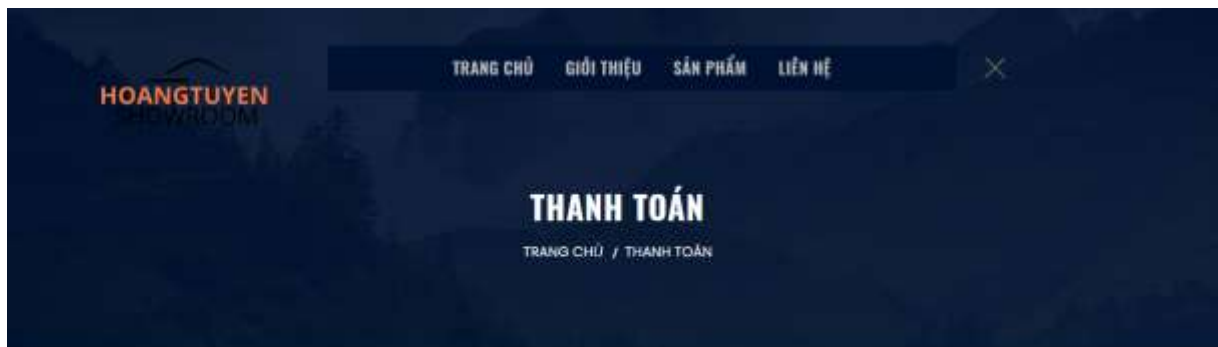 TRANG CHỦ GIỚI THIỆU SẢN PHẨM LIÊN HỆ
HOANGTUYEN
SHOWROOM
THANH TOÁN
TRANG CHỦ / THANH TOÁN